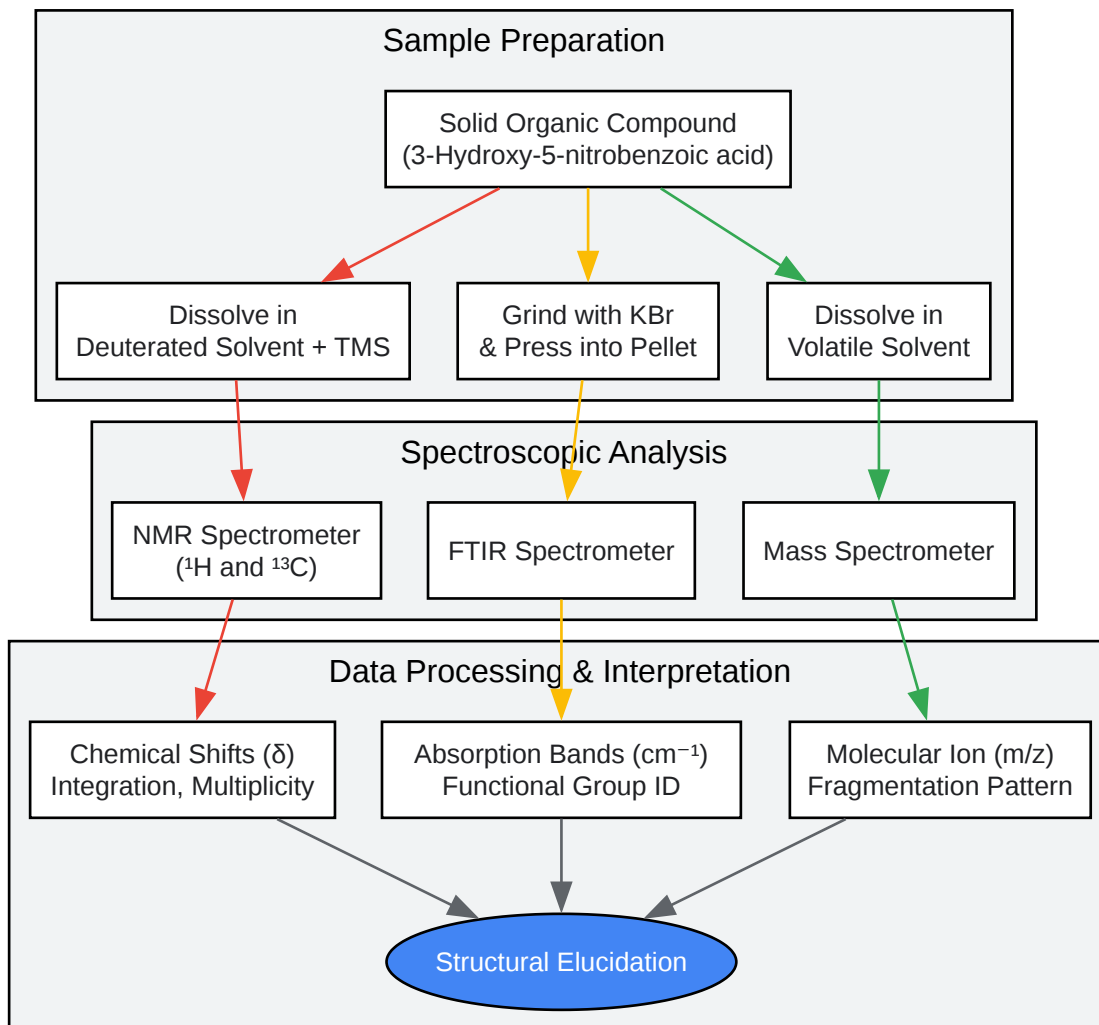 Sample Preparation
Solid Organic Compound
(3-Hydroxy-5-nitrobenzoic acid)
Dissolve in
Deuterated Solvent + TMS
Grind with KBr
& Press into Pellet
Dissolve in
Volatile Solvent
Spectroscopic Analysis
NMR Spectrometer
(¹H and ¹³C)
FTIR Spectrometer
Mass Spectrometer
Data Processing & Interpretation
Chemical Shifts (δ)
Integration, Multiplicity
Absorption Bands (cm⁻¹)
Functional Group ID
Molecular Ion (m/z)
Fragmentation Pattern
Structural Elucidation